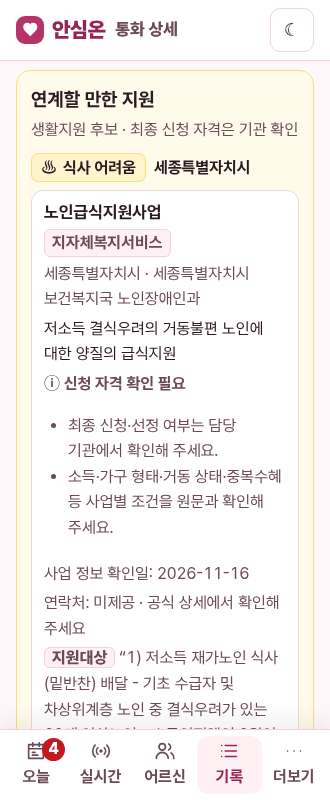 안심온 통화 상세
연계할 만한 지원
생활지원 후보 · 최종 신청 자격은 기관 확인
식사 어려움 세종특별자치시
노인급식지원사업
지자체복지서비스
세종특별자치시 · 세종특별자치시
보건복지국 노인장애인과
저소득 결식우려의 거동불편 노인에
대한 양질의 급식지원
ⓘ 신청 자격 확인 필요
• 최종 신청·선정 여부는 담당
기관에서 확인해 주세요.
• 소득·가구 형태·거동 상태·중복수혜
등 사업별 조건을 원문과 확인해
주세요.
사업 정보 확인일: 2026-11-16
연락처: 미제공 · 공식 상세에서 확인해
주세요
지원대상 “1) 저소득 재가노인 식사
(밑반찬) 배달 - 기초 수급자 및
차상위계층 노인 중 결식우려가 있는
4
오늘 실시간 어르신 기록 더보기